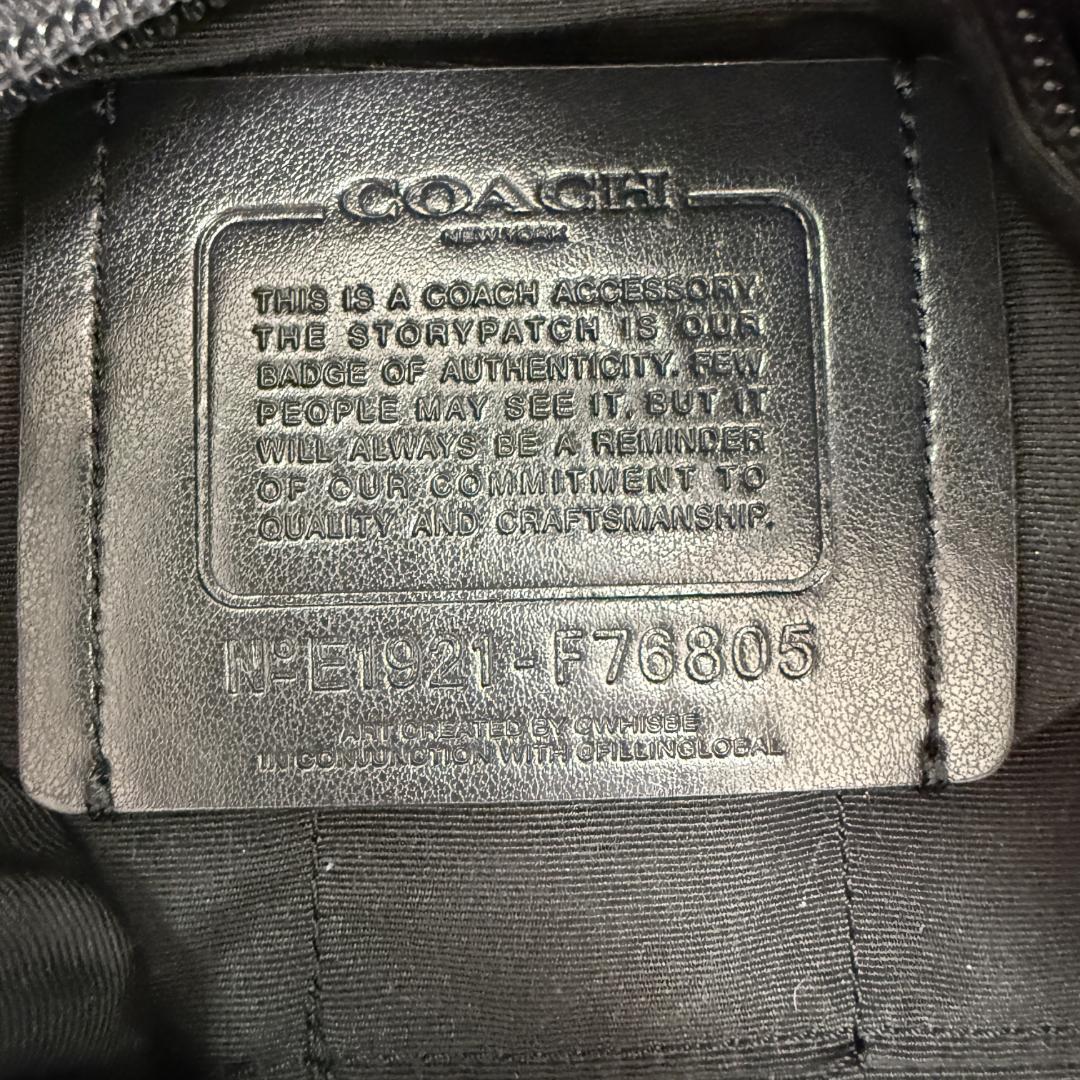 COACH
NEW YORK
THIS IS A COACH ACCESSORY.
THE STORYPATCH IS OUR
BADGE OF AUTHENTICITY. FEW
PEOPLE MAY SEE IT, BUT IT
WILL ALWAYS BE A REMINDER
OF OUR COMMITMENT TO
QUALITY AND CRAFTSMANSHIP.
Nº E1921-F76805
ART CREATED BY @WHISBE
IN CONJUNCTION WITH @FILLINGLOBAL